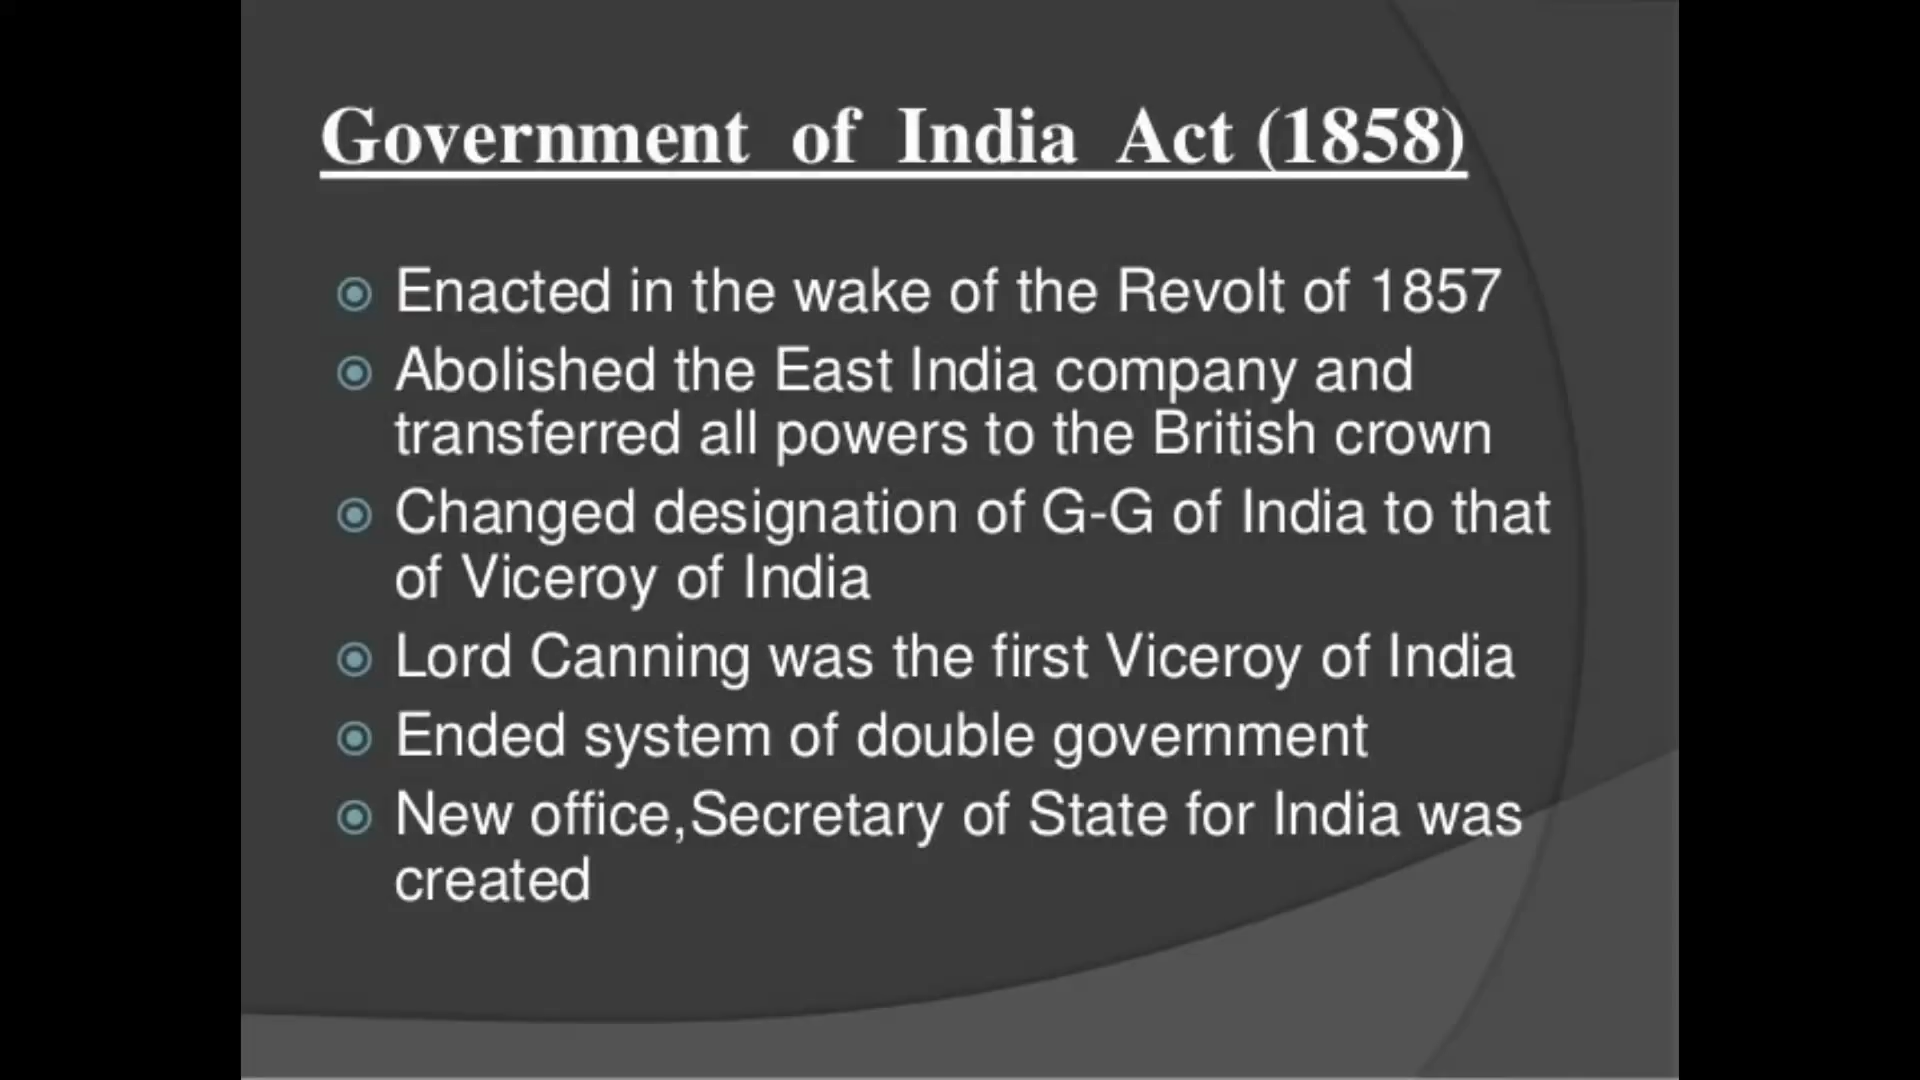 Government of India Act (1858)
Enacted in the wake of the Revolt of 1857
Abolished the East India company and
transferred all powers to the British crown
Changed designation of G-G of India to that
of Viceroy of India
Lord Canning was the first Viceroy of India
Ended system of double government
New office,Secretary of State for India was
created